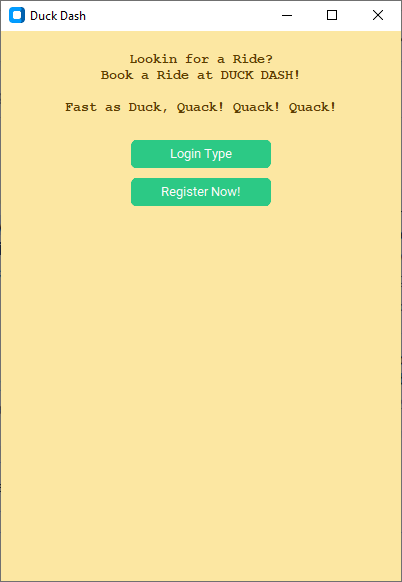 Duck Dash
Lookin for a Ride?
Book a Ride at DUCK DASH!
Fast as Duck, Quack! Quack! Quack!
Login Type
Register Now!